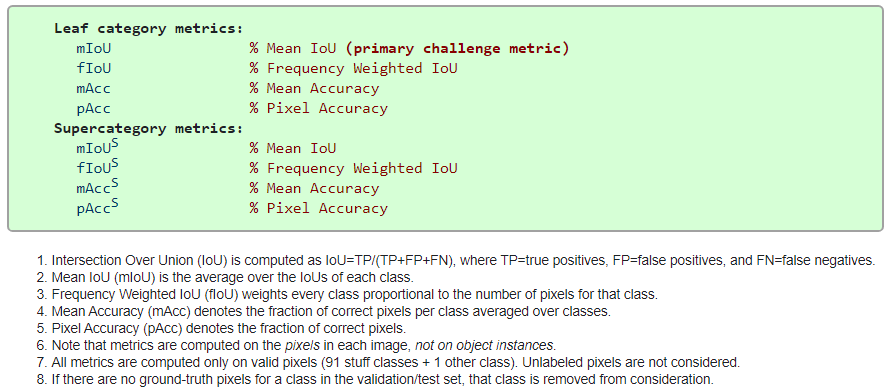 Leaf category metrics:
mIoU % Mean IoU (primary challenge metric)
fIoU % Frequency Weighted IoU
mAcc % Mean Accuracy
pAcc % Pixel Accuracy
Supercategory metrics:
mIoUS % Mean IoU
fIoUS % Frequency Weighted IoU
mAccS % Mean Accuracy
pAccS % Pixel Accuracy
1. Intersection Over Union (IoU) is computed as IoU=TP/(TP+FP+FN), where TP=true positives, FP=false positives, and FN=false negatives.
2. Mean IoU (mIoU) is the average over the IoUs of each class.
3. Frequency Weighted IoU (fIoU) weights every class proportional to the number of pixels for that class.
4. Mean Accuracy (mAcc) denotes the fraction of correct pixels per class averaged over classes.
5. Pixel Accuracy (pAcc) denotes the fraction of correct pixels.
6. Note that metrics are computed on the pixels in each image, not on object instances.
7. All metrics are computed only on valid pixels (91 stuff classes + 1 other class). Unlabeled pixels are not considered.
8. If there are no ground-truth pixels for a class in the validation/test set, that class is removed from consideration.